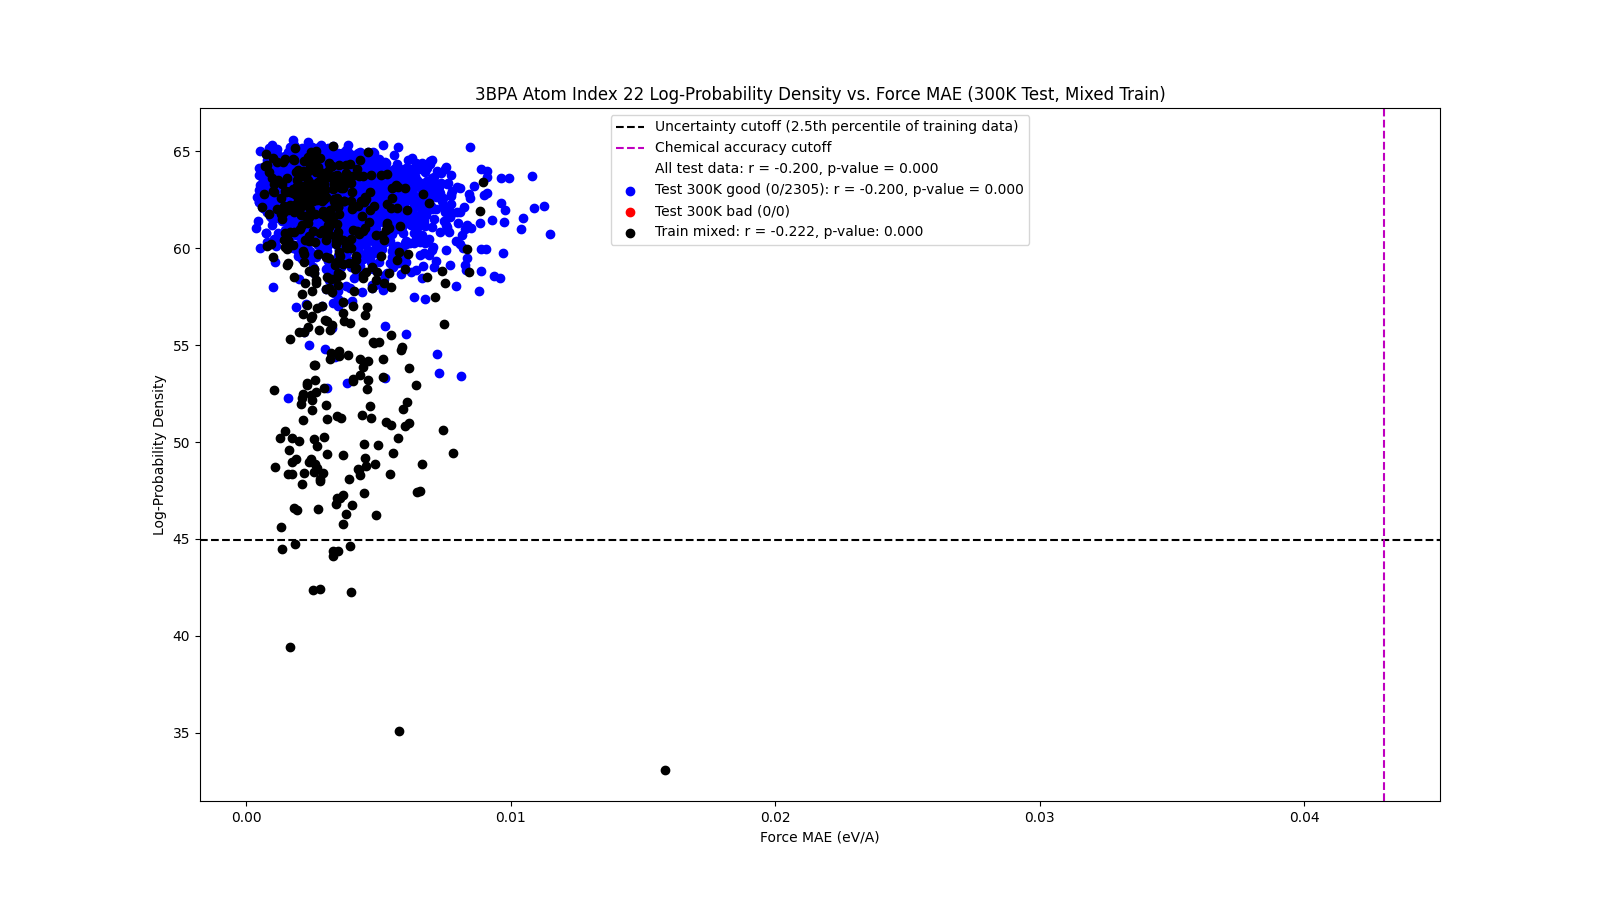 3BPA Atom Index 22 Log-Probability Density vs. Force MAE (300K Test, Mixed Train)
Uncertainty cutoff (2.5th percentile of training data)
Chemical accuracy cutoff
All test data: r = -0.200, p-value = 0.000
Test 300K good (0/2305): r = -0.200, p-value = 0.000
Test 300K bad (0/0)
Train mixed: r = -0.222, p-value: 0.000
Log-Probability Density
65
60
55
50
45
40
35
0.00
0.01
0.02
0.03
0.04
Force MAE (eV/A)